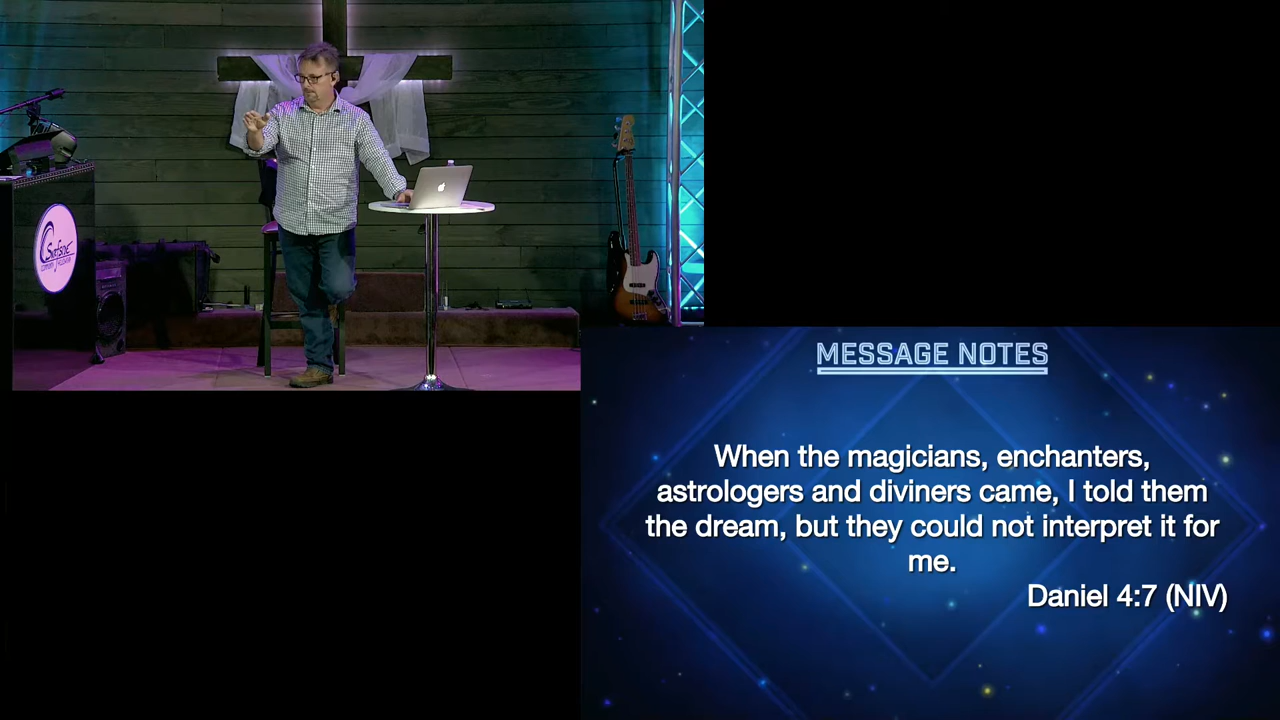 Surfside
MESSAGE NOTES
When the magicians, enchanters,
astrologers and diviners came, I told them
the dream, but they could not interpret it for
me.
Daniel 4:7 (NIV)